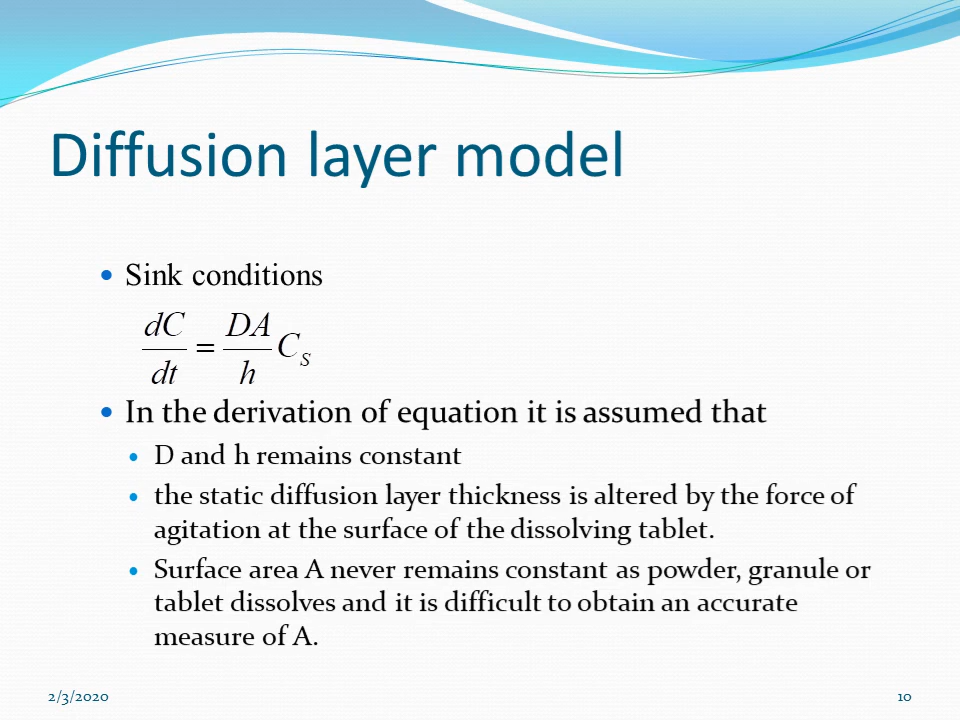 Diffusion layer model
• Sink conditions
dC/dt = DA/h C_S
• In the derivation of equation it is assumed that
• D and h remains constant
• the static diffusion layer thickness is altered by the force of
agitation at the surface of the dissolving tablet.
• Surface area A never remains constant as powder, granule or
tablet dissolves and it is difficult to obtain an accurate
measure of A.
2/3/2020
10